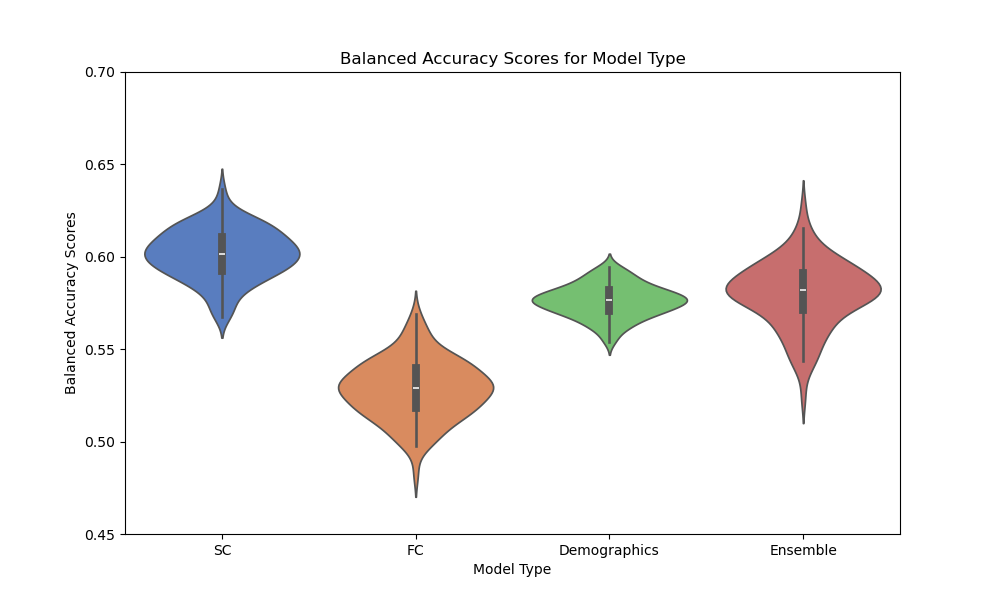 Balanced Accuracy Scores for Model Type
Balanced Accuracy Scores
0.70
0.65
0.60
0.55
0.50
0.45
SC FC Demographics Ensemble
Model Type